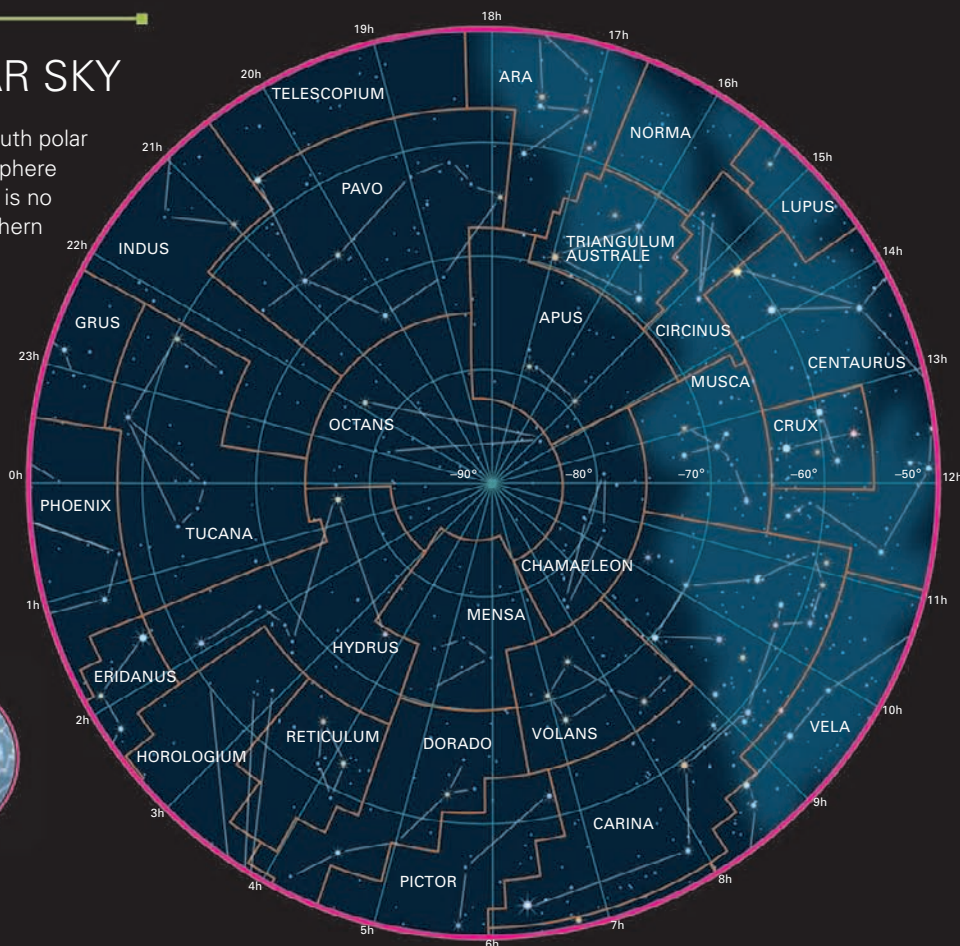 AR SKY
uth polar
phere
is no
hern
18h
19h
17h
20h
16h
21h
15h
22h
14h
23h
13h
0h
12h
1h
11h
2h
10h
3h
9h
4h
8h
5h
7h
6h
ARA
TELESCOPIUM
NORMA
PAVO
LUPUS
INDUS
TRIANGULUM
AUSTRALE
GRUS
APUS
CIRCINUS
CENTAURUS
MUSCA
OCTANS
CRUX
–90°
–80°
–70°
–60°
–50°
PHOENIX
TUCANA
CHAMAELEON
MENSA
HYDRUS
ERIDANUS
VELA
HOROLOGIUM
RETICULUM
DORADO
VOLANS
CARINA
PICTOR